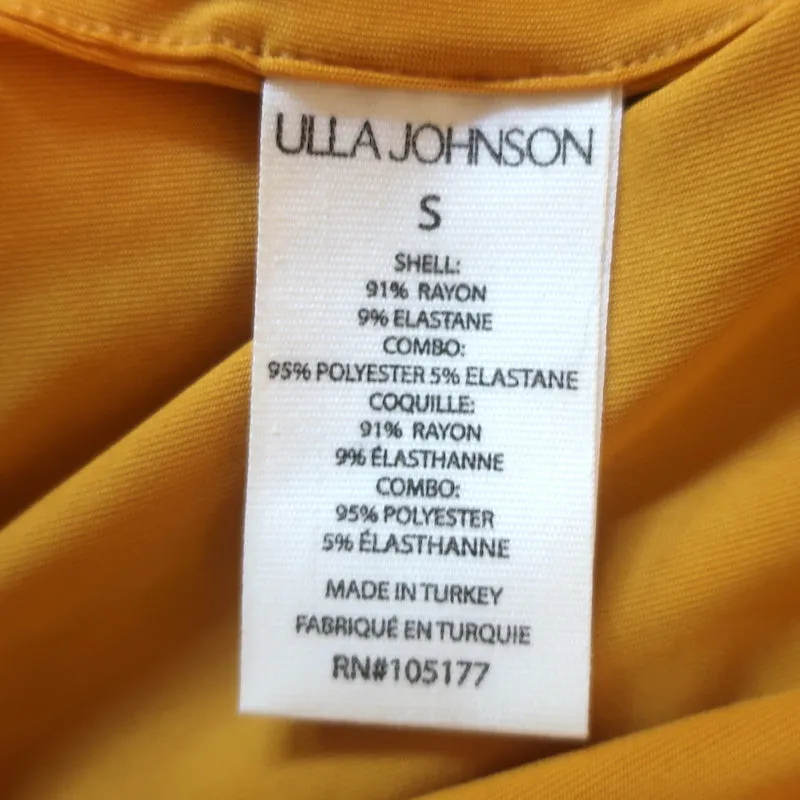 ULLA JOHNSON
S
SHELL:
91% RAYON
9% ELASTANE
COMBO:
95% POLYESTER 5% ELASTANE
COQUILLE:
91% RAYON
9% ÉLASTHANNE
COMBO:
95% POLYESTER
5% ÉLASTHANNE
MADE IN TURKEY
FABRIQUÉ EN TURQUIE
RN#105177